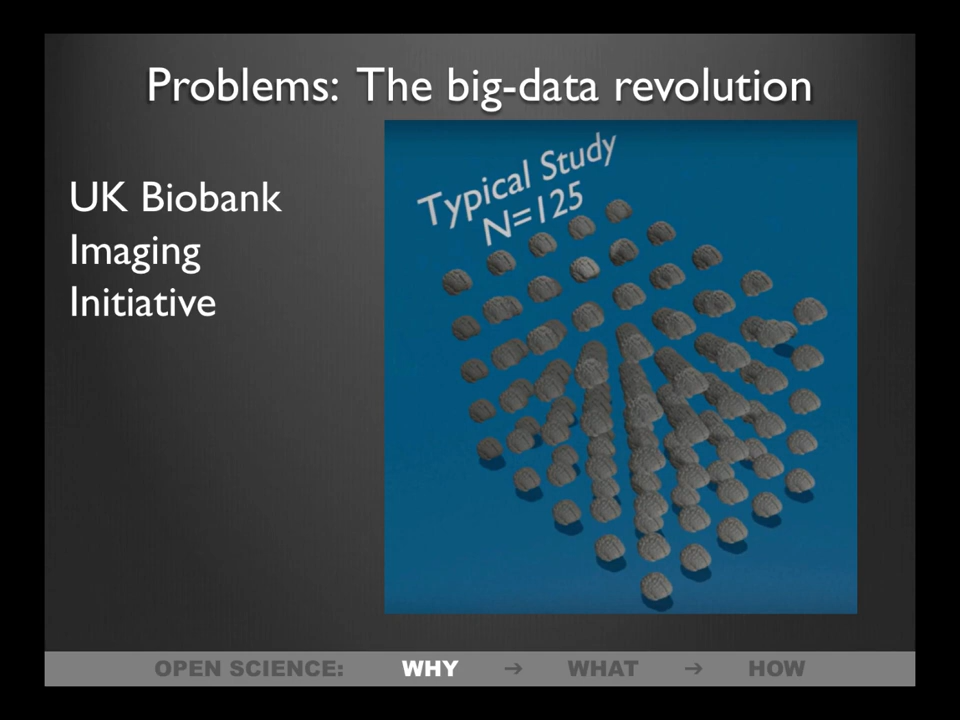 Problems: The big-data revolution
UK Biobank
Imaging
Initiative
Typical Study
N=125
OPEN SCIENCE: WHY → WHAT → HOW